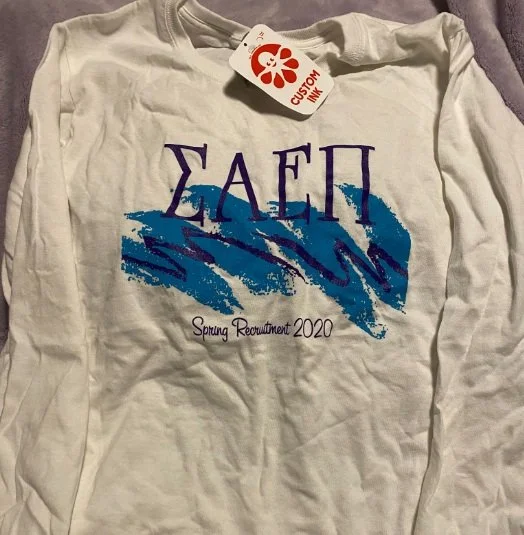 CUSTOM
INK
ΣΑΕΠ
Spring Recruitment 2020